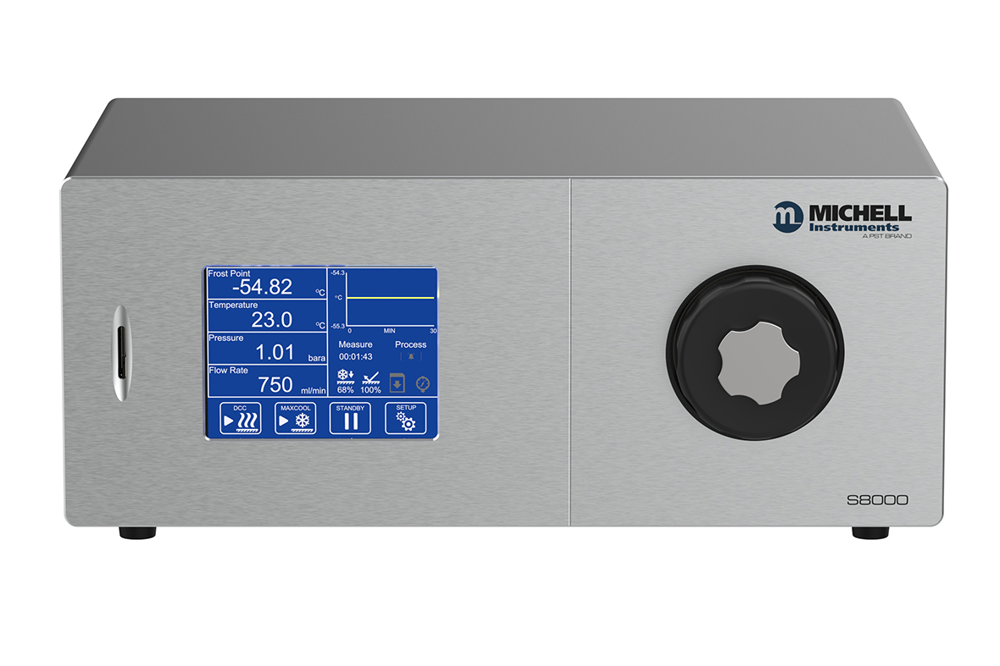 MICHELL
Instruments
A PST BRAND
Frost Point
-54.82 °C
Temperature
23.0 °C
Pressure
1.01 bara
Flow Rate
750 ml/min
-54.3
°C
-55.3
0 MIN 30
Measure Process
00:01:43
68% 100%
DCC MAXCOOL STANDBY SETUP
S8000